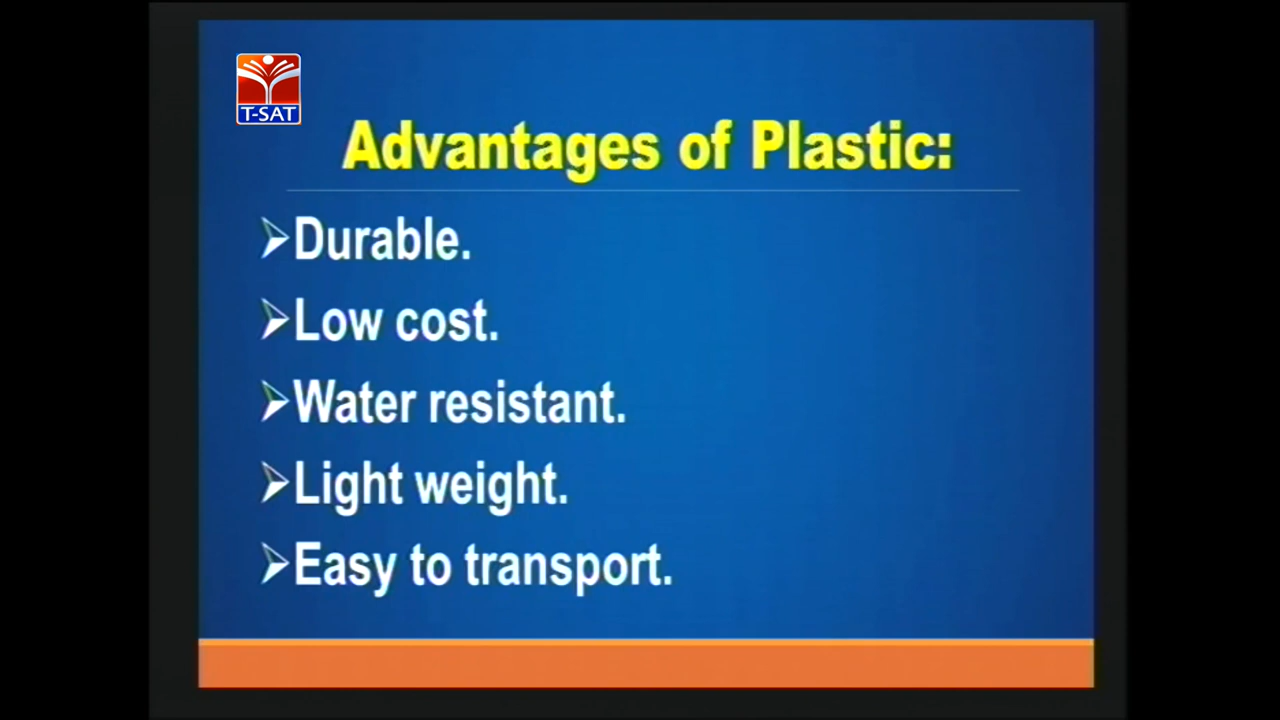 T-SAT
Advantages of Plastic:
➢Durable.
➢Low cost.
➢Water resistant.
➢Light weight.
➢Easy to transport.